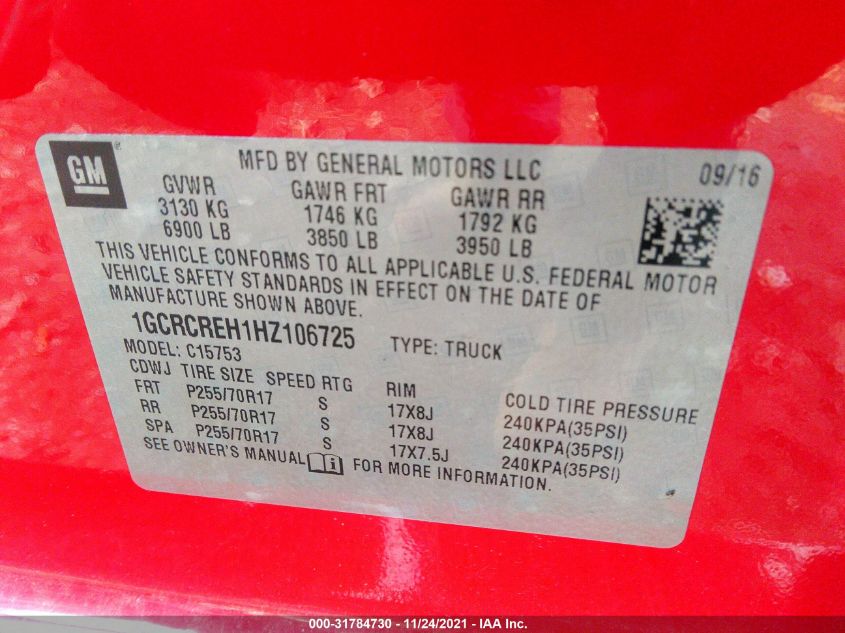 GM
MFD BY GENERAL MOTORS LLC 09/16
GVWR GAWR FRT GAWR RR
3130 KG 1746 KG 1792 KG
6900 LB 3850 LB 3950 LB
THIS VEHICLE CONFORMS TO ALL APPLICABLE U.S. FEDERAL MOTOR
VEHICLE SAFETY STANDARDS IN EFFECT ON THE DATE OF
MANUFACTURE SHOWN ABOVE.
1GCRCREH1HZ106725 TYPE: TRUCK
MODEL: C15753
CDWJ TIRE SIZE SPEED RTG RIM COLD TIRE PRESSURE
FRT P255/70R17 S 17X8J 240KPA(35PSI)
RR P255/70R17 S 17X8J 240KPA(35PSI)
SPA P255/70R17 S 17X7.5J 240KPA(35PSI)
SEE OWNER'S MANUAL FOR MORE INFORMATION.
000-31784730 - 11/24/2021 - IAA Inc.